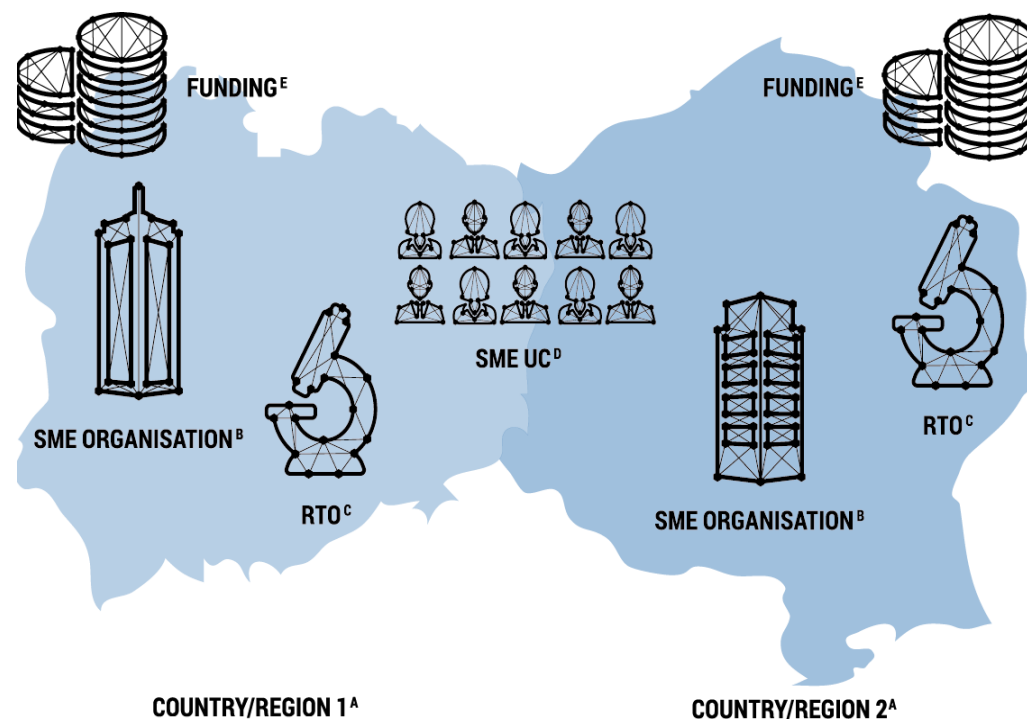 FUNDING^E
FUNDING^E
SME UC^D
SME ORGANISATION^B
RTO^C
RTO^C
SME ORGANISATION^B
COUNTRY/REGION 1^A
COUNTRY/REGION 2^A